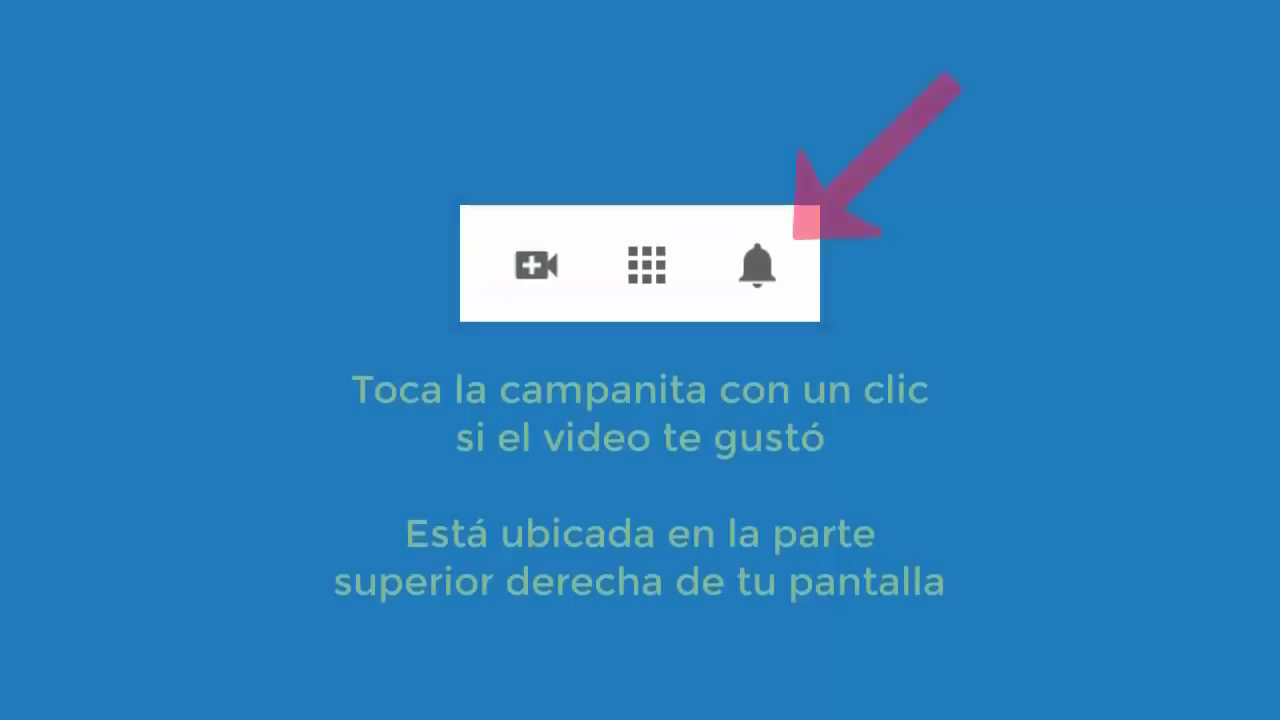 Toca la campanita con un clic
si el video te gustó
Está ubicada en la parte
superior derecha de tu pantalla